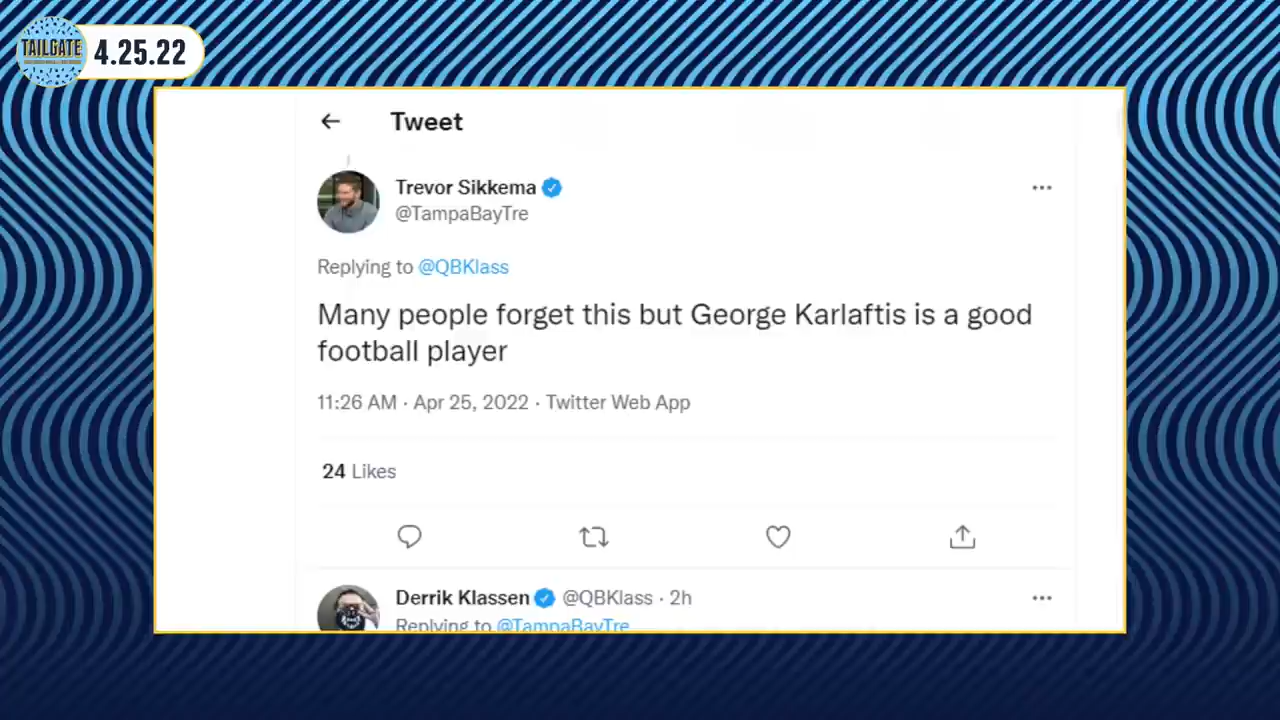 TAILGATE
4.25.22
Tweet
Trevor Sikkema
@TampaBayTre
Replying to @QBKlass
Many people forget this but George Karlaftis is a good
football player
11:26 AM · Apr 25, 2022 · Twitter Web App
24 Likes
Derrik Klassen @QBKlass · 2h
Replying to @TampaBayTre